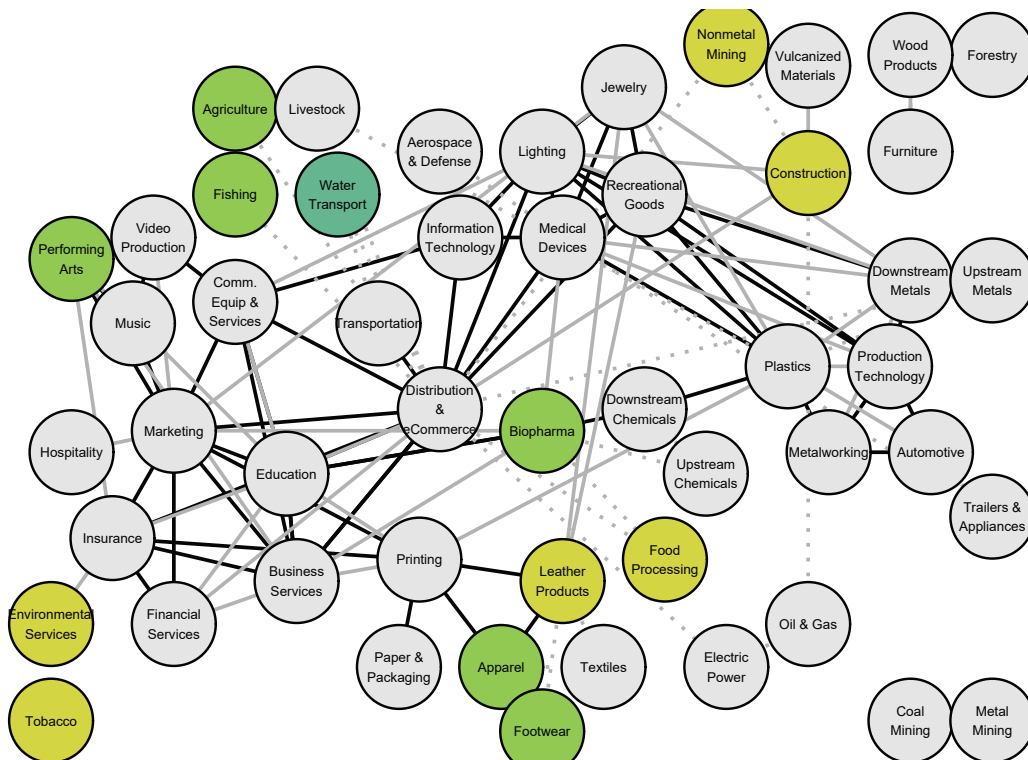 Nonmetal
Mining
Vulcanized
Materials
Wood
Products
Forestry
Jewelry
Agriculture
Livestock
Aerospace
& Defense
Lighting
Furniture
Construction
Fishing
Water
Transport
Recreational
Goods
Video
Production
Performing
Arts
Information
Technology
Medical
Devices
Comm.
Equip &
Services
Downstream
Metals
Upstream
Metals
Music
Transportation
Plastics
Production
Technology
Distribution
&
eCommerce
Downstream
Chemicals
Marketing
Biopharma
Hospitality
Education
Upstream
Chemicals
Metalworking
Automotive
Trailers &
Appliances
Insurance
Printing
Food
Processing
Business
Services
Leather
Products
Environmental
Services
Financial
Services
Oil & Gas
Paper &
Packaging
Apparel
Textiles
Electric
Power
Tobacco
Footwear
Coal
Mining
Metal
Mining